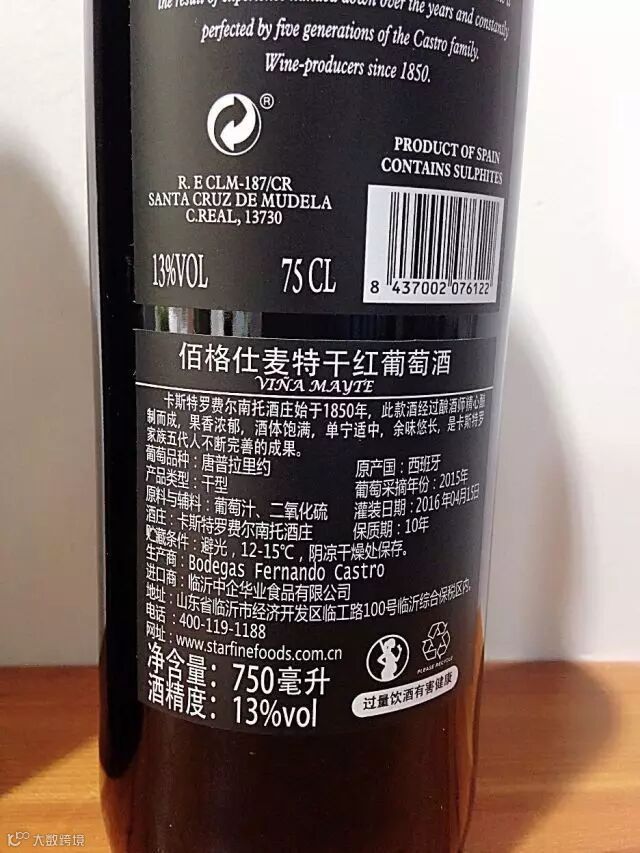 the result of experience handed down over the years and constantly
perfected by five generations of the Castro family.
Wine-producers since 1850.
®
R. E CLM-187/CR
SANTA CRUZ DE MUDELA
C.REAL, 13730
PRODUCT OF SPAIN
CONTAINS SULPHITES
13%VOL
75 CL
8 437002 076122
佰格仕麦特干红葡萄酒
VIÑA MAYTE
卡斯特罗费尔南托酒庄始于1850年，此款酒经过酿酒师精心酿
制而成，果香浓郁，酒体饱满，单宁适中，余味悠长，是卡斯特罗
家族五代人不断完善的成果。
葡萄品种：唐普拉里约
原产国：西班牙
产品类型：干型
葡萄采摘年份：2015年
原料与辅料：葡萄汁、二氧化硫
灌装日期：2016年04月15日
酒庄：卡斯特罗费尔南托酒庄
保质期：10年
贮藏条件：避光，12-15℃，阴凉干燥处保存。
生产商：Bodegas Fernando Castro
进口商：临沂中企华业食品有限公司
地址：山东省临沂市经济开发区临工路100号临沂综合保税区内
电话：400-119-1188
网址：www.starfinefoods.com.cn
净含量：750毫升
酒精度：13%vol
PLEASE RECYCLE
过量饮酒有害健康
大数跨境